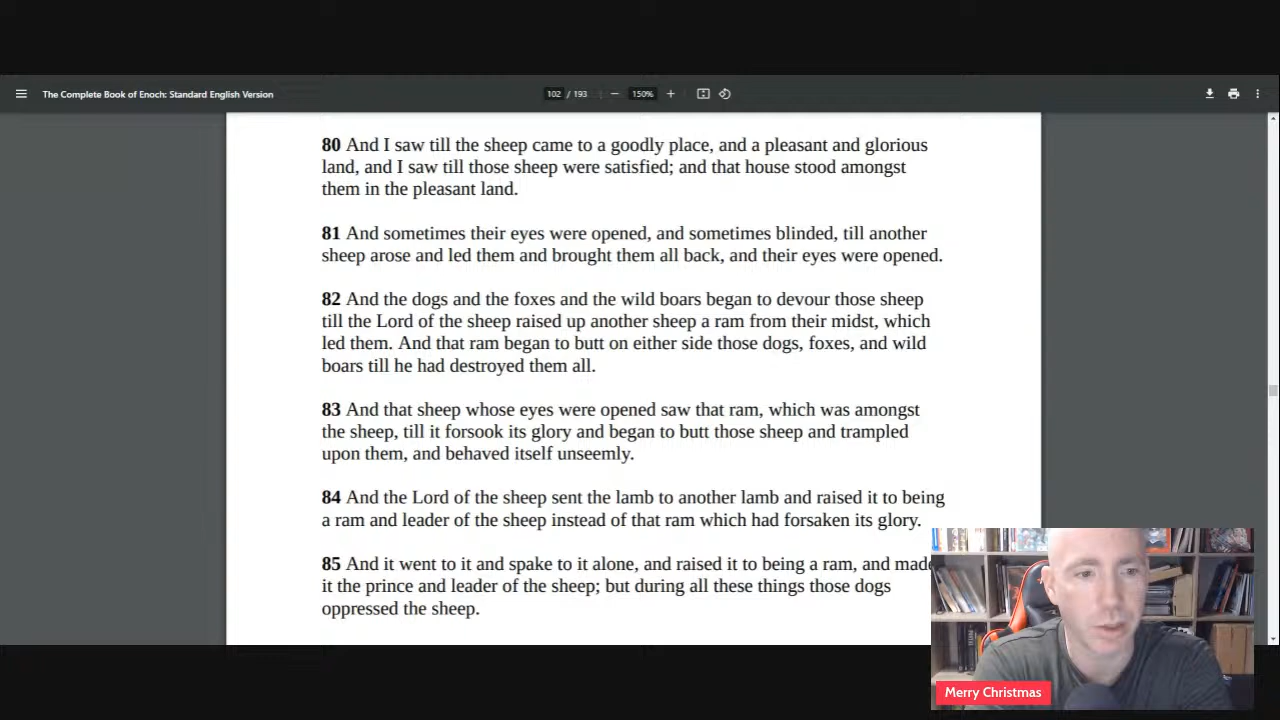 The Complete Book of Enoch: Standard English Version
102 / 193
150%
80 And I saw till the sheep came to a goodly place, and a pleasant and glorious
land, and I saw till those sheep were satisfied; and that house stood amongst
them in the pleasant land.
81 And sometimes their eyes were opened, and sometimes blinded, till another
sheep arose and led them and brought them all back, and their eyes were opened.
82 And the dogs and the foxes and the wild boars began to devour those sheep
till the Lord of the sheep raised up another sheep a ram from their midst, which
led them. And that ram began to butt on either side those dogs, foxes, and wild
boars till he had destroyed them all.
83 And that sheep whose eyes were opened saw that ram, which was amongst
the sheep, till it forsook its glory and began to butt those sheep and trampled
upon them, and behaved itself unseemly.
84 And the Lord of the sheep sent the lamb to another lamb and raised it to being
a ram and leader of the sheep instead of that ram which had forsaken its glory.
85 And it went to it and spake to it alone, and raised it to being a ram, and made
it the prince and leader of the sheep; but during all these things those dogs
oppressed the sheep.
Merry Christmas